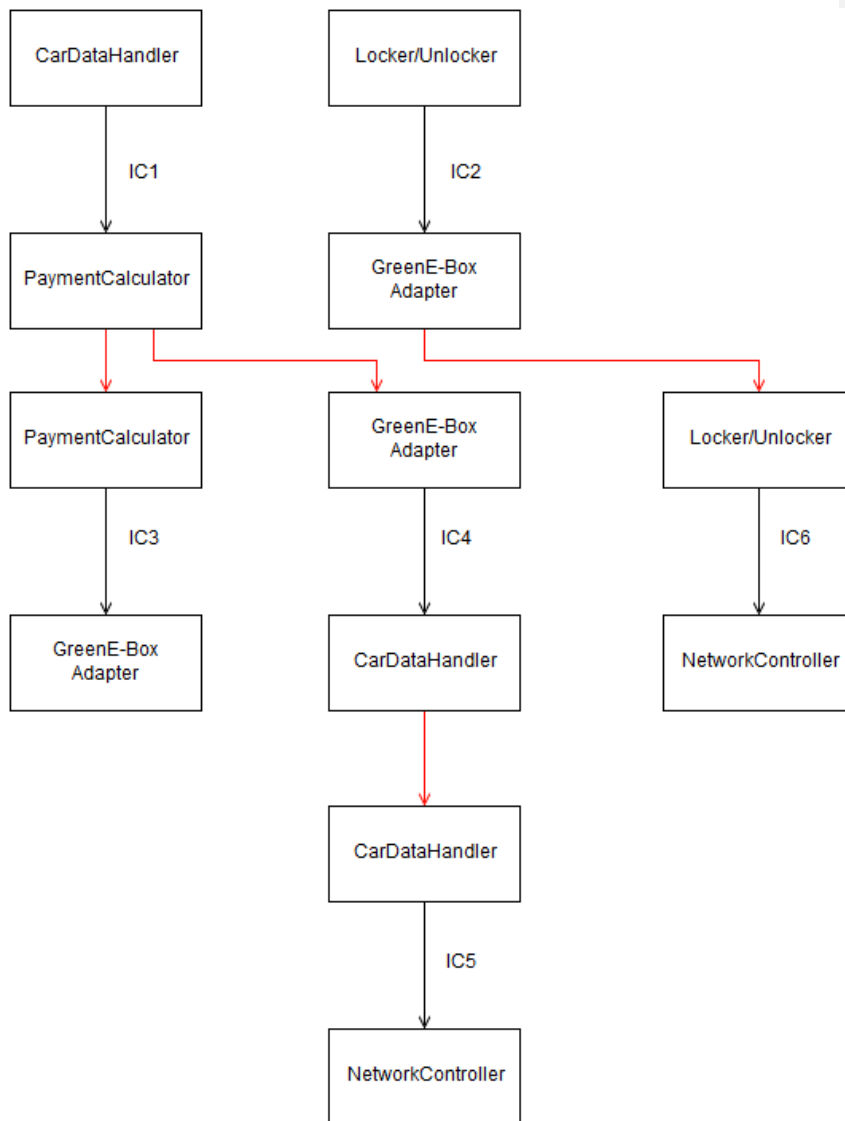 CarDataHandler
Locker/Unlocker
IC1
IC2
PaymentCalculator
GreenE-Box
Adapter
PaymentCalculator
GreenE-Box
Adapter
Locker/Unlocker
IC3
IC4
IC6
GreenE-Box
Adapter
CarDataHandler
NetworkController
CarDataHandler
IC5
NetworkController